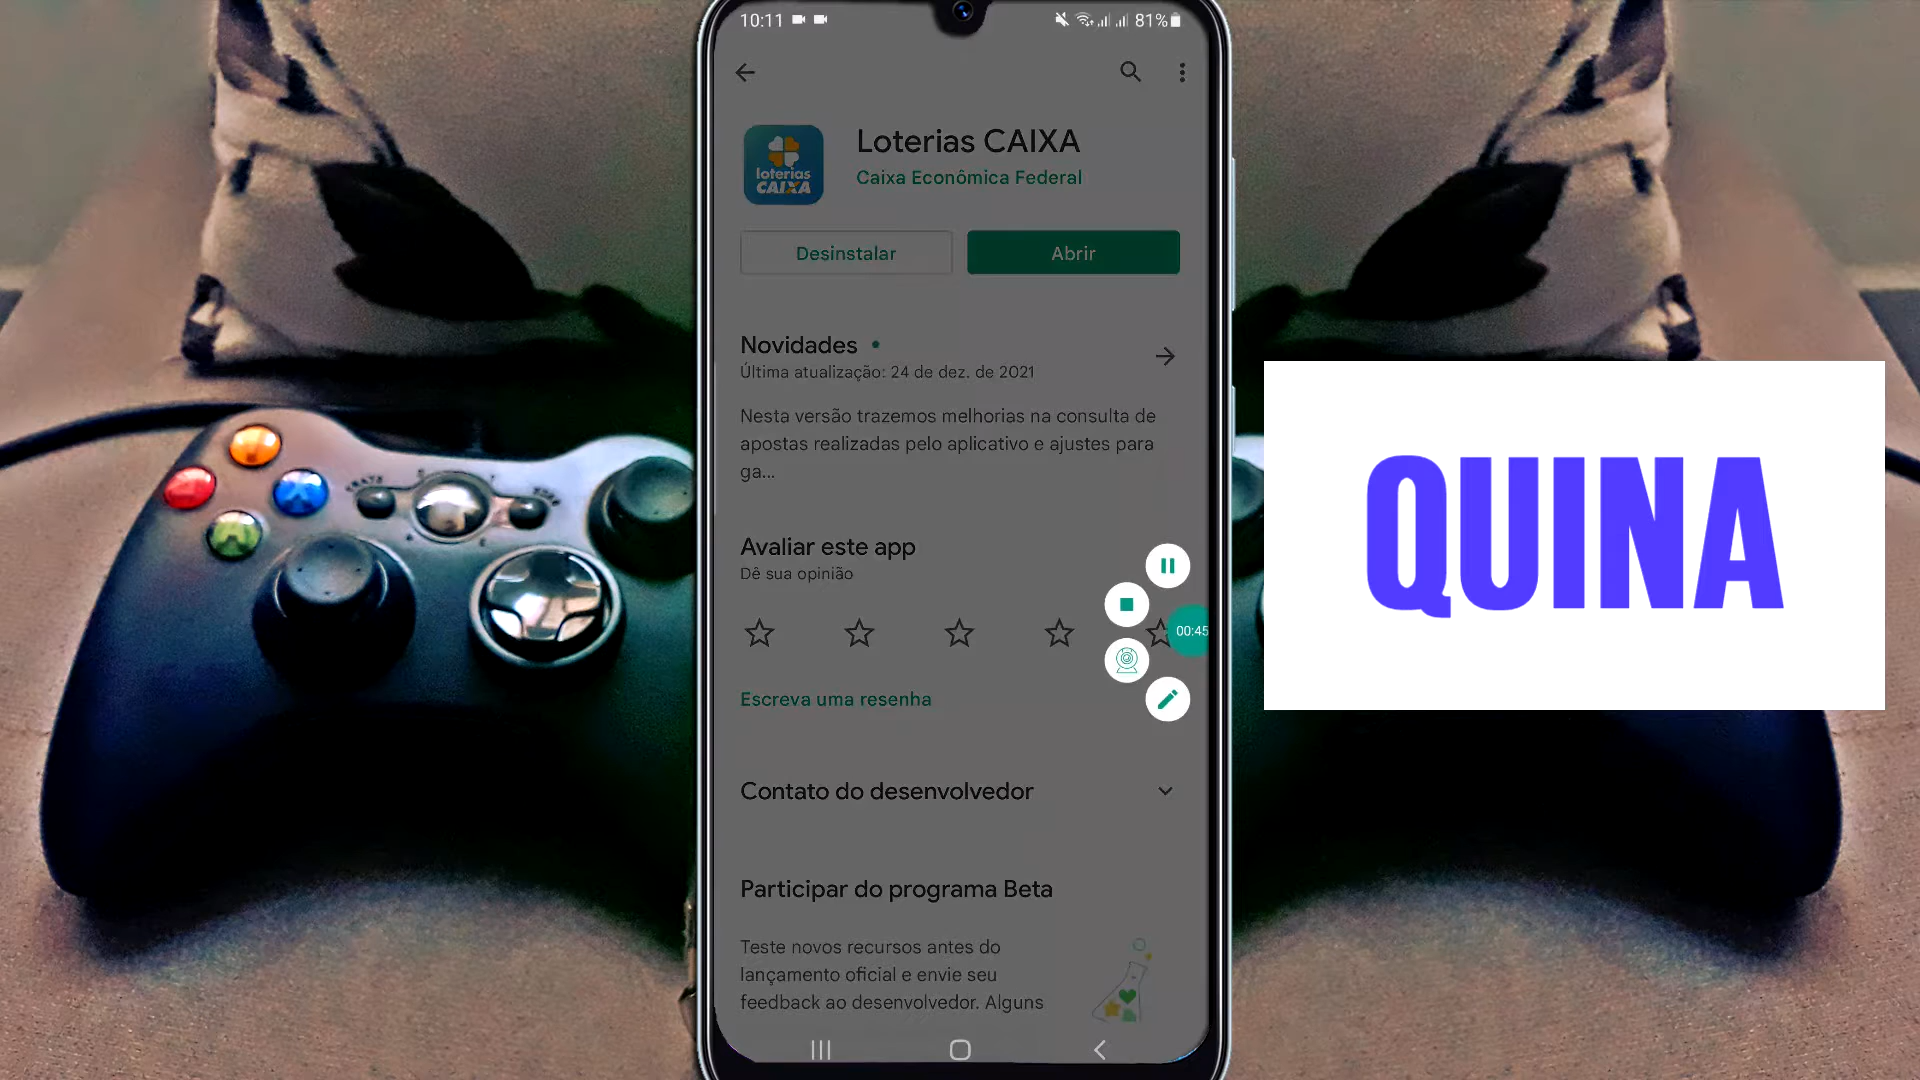 10:11
81%
Loterias CAIXA
Caixa Econômica Federal
loterias
CAIXA
Desinstalar
Abrir
Novidades
Última atualização: 24 de dez. de 2021
Nesta versão trazemos melhorias na consulta de
apostas realizadas pelo aplicativo e ajustes para
ga...
Avaliar este app
Dê sua opinião
00:45
Escreva uma resenha
Contato do desenvolvedor
Participar do programa Beta
Teste novos recursos antes do
lançamento oficial e envie seu
feedback ao desenvolvedor. Alguns
QUINA